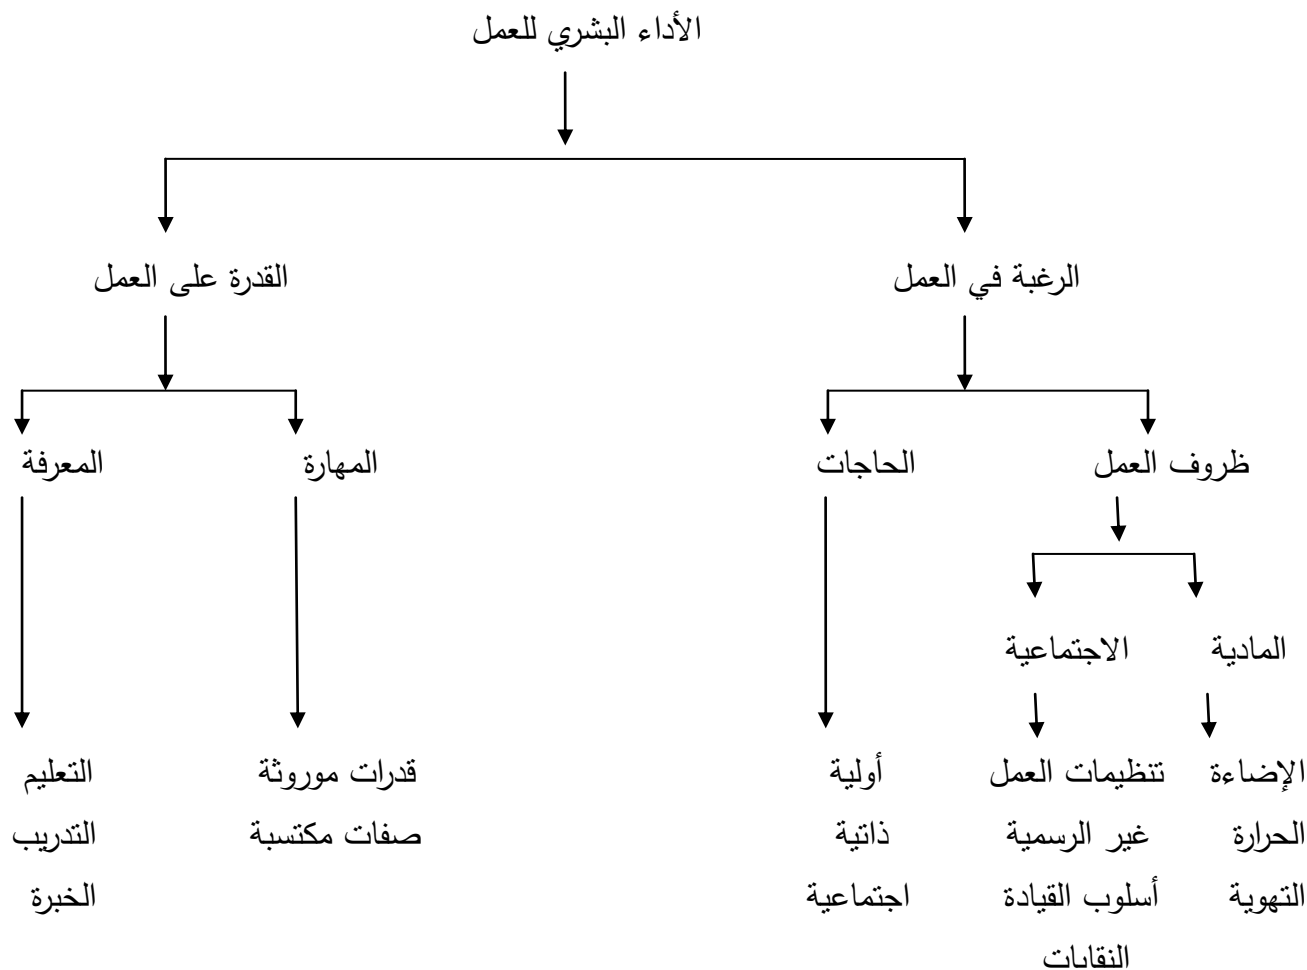 الأداء البشري للعمل
الرغبة في العمل
القدرة على العمل
ظروف العمل
الحاجات
المهارة
المعرفة
المادية
الاجتماعية
الإضاءة
الحرارة
التهوية
تنظيمات العمل
غير الرسمية
أسلوب القيادة
النقابات
أولية
ذاتية
اجتماعية
قدرات موروثة
صفات مكتسبة
التعليم
التدريب
الخبرة